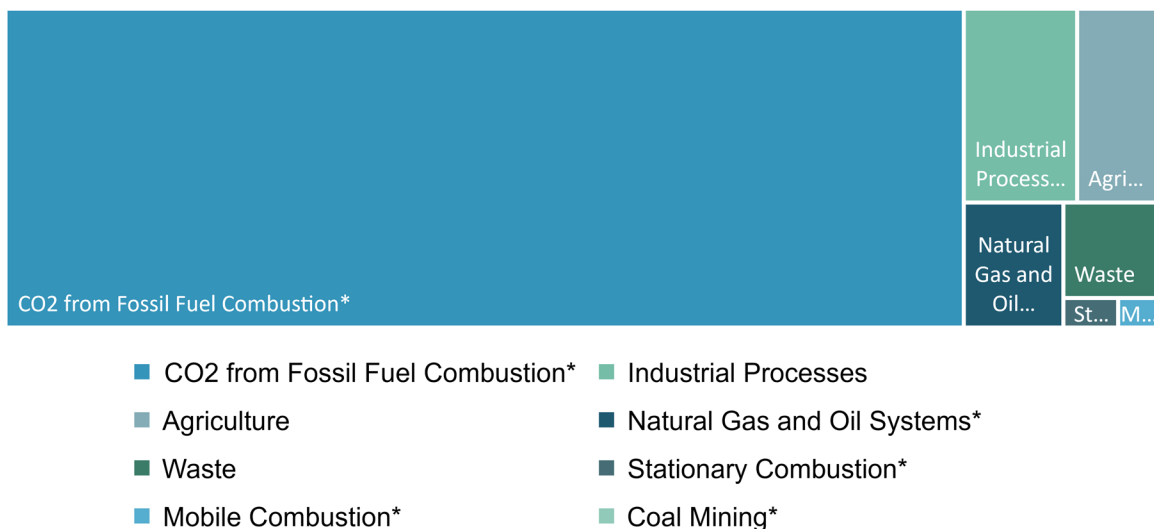 Industrial
Process...
Agri...
Natural
Gas and
Oil...
Waste
CO2 from Fossil Fuel Combustion*
St...
M...
CO2 from Fossil Fuel Combustion*
Industrial Processes
Agriculture
Natural Gas and Oil Systems*
Waste
Stationary Combustion*
Mobile Combustion*
Coal Mining*